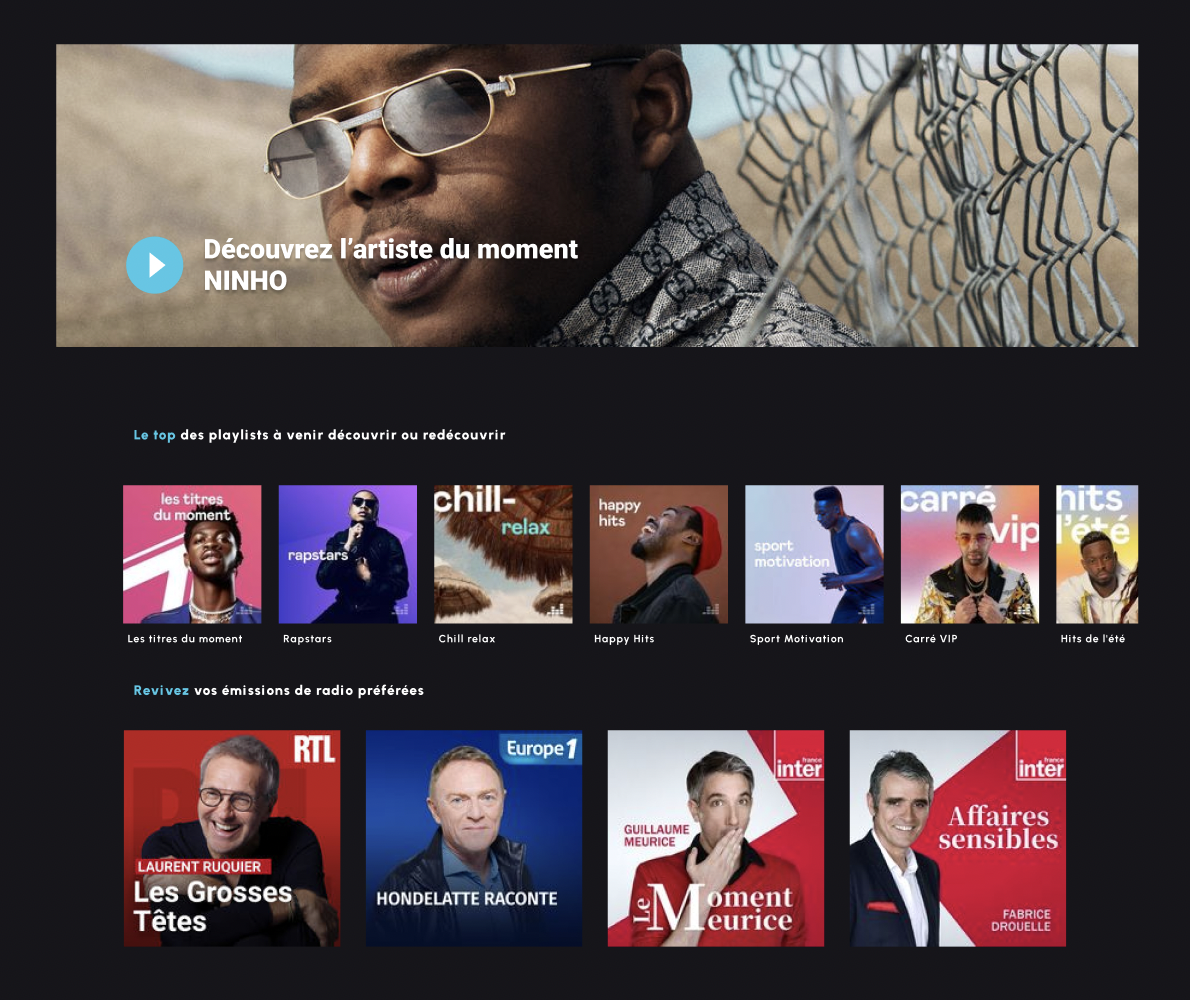 Découvrez l’artiste du moment
NINHO
Le top des playlists à venir découvrir ou redécouvrir
les titres
du moment
rapstars
chill-
relax
happy
hits
sport
motivation
carré
vip
hits
l'été
Les titres du moment
Rapstars
Chill relax
Happy Hits
Sport Motivation
Carré VIP
Hits de l'été
Revivez vos émissions de radio préférées
RTL
LAURENT RUQUIER
Les Grosses
Têtes
Europe 1
HONDELATTE RACONTE
france
inter
GUILLAUME
MEURICE
Le Moment
Meurice
france
inter
Affaires
sensibles
FABRICE
DROUELLE